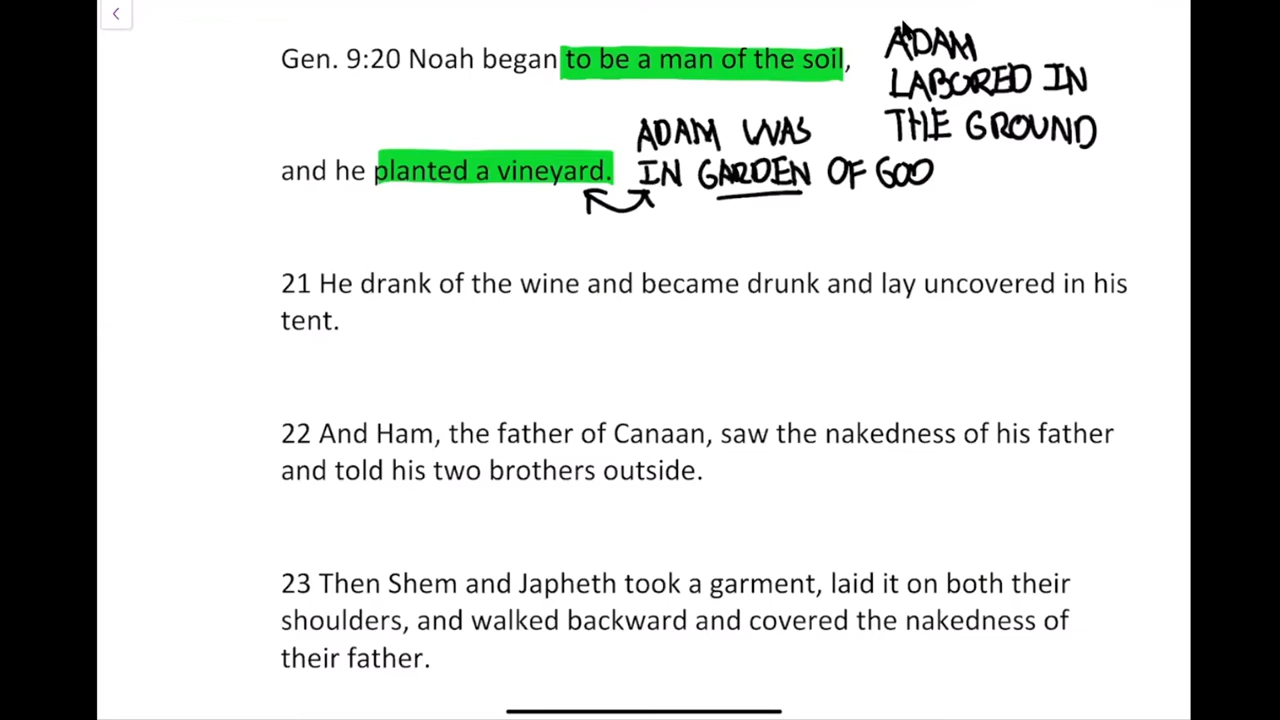 Gen. 9:20 Noah began to be a man of the soil,
ADAM
LABORED IN
THE GROUND
and he planted a vineyard.
ADAM WAS
IN GARDEN OF GOD
21 He drank of the wine and became drunk and lay uncovered in his
tent.
22 And Ham, the father of Canaan, saw the nakedness of his father
and told his two brothers outside.
23 Then Shem and Japheth took a garment, laid it on both their
shoulders, and walked backward and covered the nakedness of
their father.